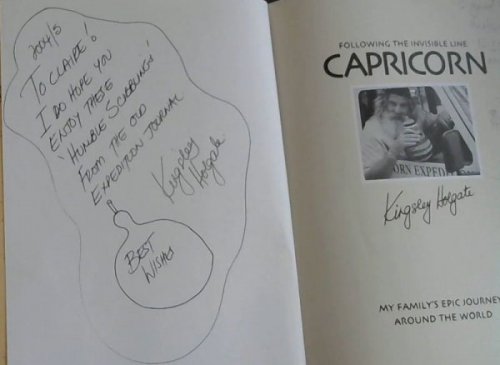 2004/5
TO CLAIRE!
I DO HOPE YOU
ENJOY THESE
'HUMBLE SCRIBBLINGS'
FROM THE OLD
EXPEDITION JOURNAL
Kingsley
Holgate
BEST
WISHES
FOLLOWING THE INVISIBLE LINE
CAPRICORN
ORN EXPED
Kingsley Holgate
MY FAMILY'S EPIC JOURNEY
AROUND THE WORLD